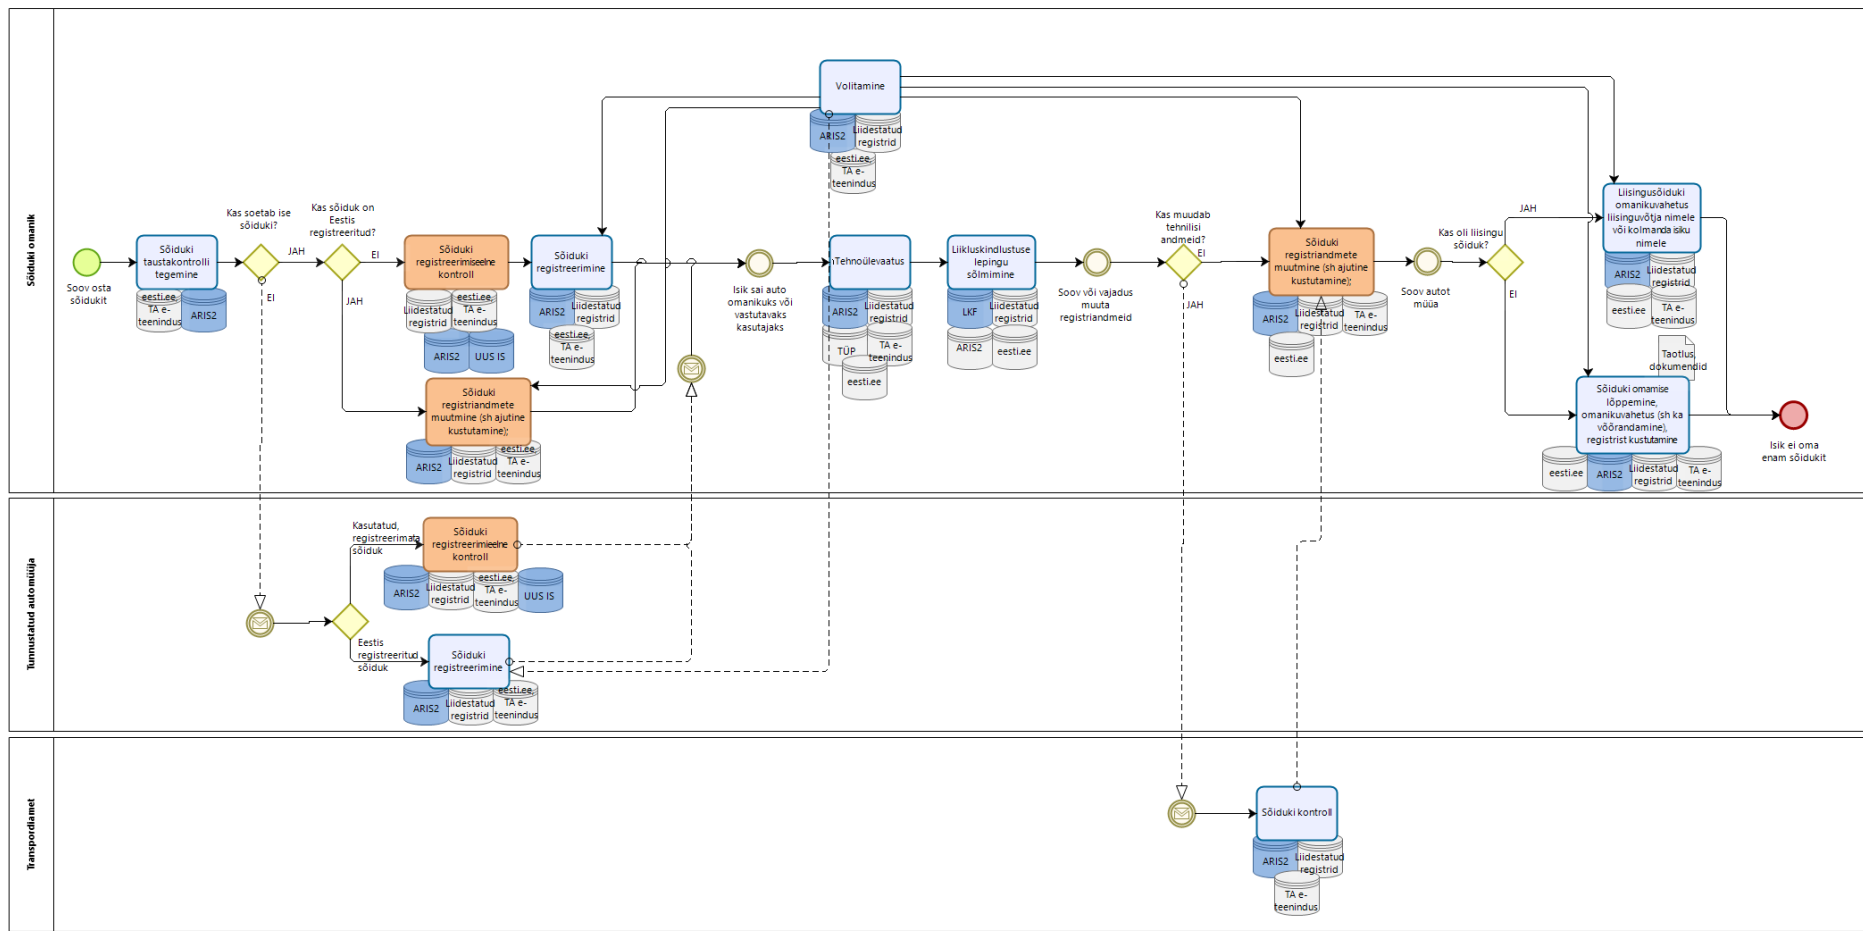 Sõiduki omanik
Soov osta
sõidukit
Sõiduki
taustakontrolli
tegemine
eesti.ee,
TA e-
teenindus
ARIS2
Kas soetab ise
sõiduki?
JAH
EI
Kas sõiduk on
Eestis
registreeritud?
EI
JAH
Sõiduki
registreerimiseelne
kontroll
Liidestatud
registrid
eesti.ee,
TA e-
teenindus
ARIS2
UUS IS
Sõiduki
registreerimine
ARIS2
Liidestatud
registrid
eesti.ee,
TA e-
teenindus
Sõiduki
registriandmete
muutmine (sh ajutine
kustutamine);
ARIS2
Liidestatud
registrid
eesti.ee,
TA e-
teenindus
Isik sai auto
omanikuks või
vastutavaks
kasutajaks
Volitamine
ARIS2
Liidestatud
registrid
eesti.ee,
TA e-
teenindus
Tehnoülevaatus
ARIS2
Liidestatud
registrid
TÜP
TA e-
teenindus
eesti.ee
Liikluskindlustuse
lepingu
sõlmimine
LKF
Liidestatud
registrid
ARIS2
eesti.ee
Soov või vajadus
muuta
registriandmeid
Kas muudab
tehnilisi
andmeid?
EI
JAH
Sõiduki
registriandmete
muutmine (sh ajutine
kustutamine);
ARIS2
Liidestatud
registrid
TA e-
teenindus
eesti.ee
Soov autot
müüa
Kas oli liisingu
sõiduk?
JAH
EI
Liisingusõiduki
omanikuvahetus
liisinguvõtja nimele
või kolmanda isiku
nimele
ARIS2
Liidestatud
registrid
eesti.ee
TA e-
teenindus
Taotlus,
dokumendid
Sõiduki omamise
lõppemine,
omanikuvahetus (sh ka
võõrandamine),
registrist kustutamine
eesti.ee
ARIS2
Liidestatud
registrid
TA e-
teenindus
Isik ei oma
enam sõidukit
Tunnustatud automüüja
Kasutatud,
registreerimata
sõiduk
Sõiduki
registreerimieelne
kontroll
ARIS2
Liidestatud
registrid
eesti.ee,
TA e-
teenindus
UUS IS
Eestis
registreeritud
sõiduk
Sõiduki
registreerimine
ARIS2
Liidestatud
registrid
eesti.ee,
TA e-
teenindus
Transpordiamet
Sõiduki kontroll
ARIS2
Liidestatud
registrid
TA e-
teenindus